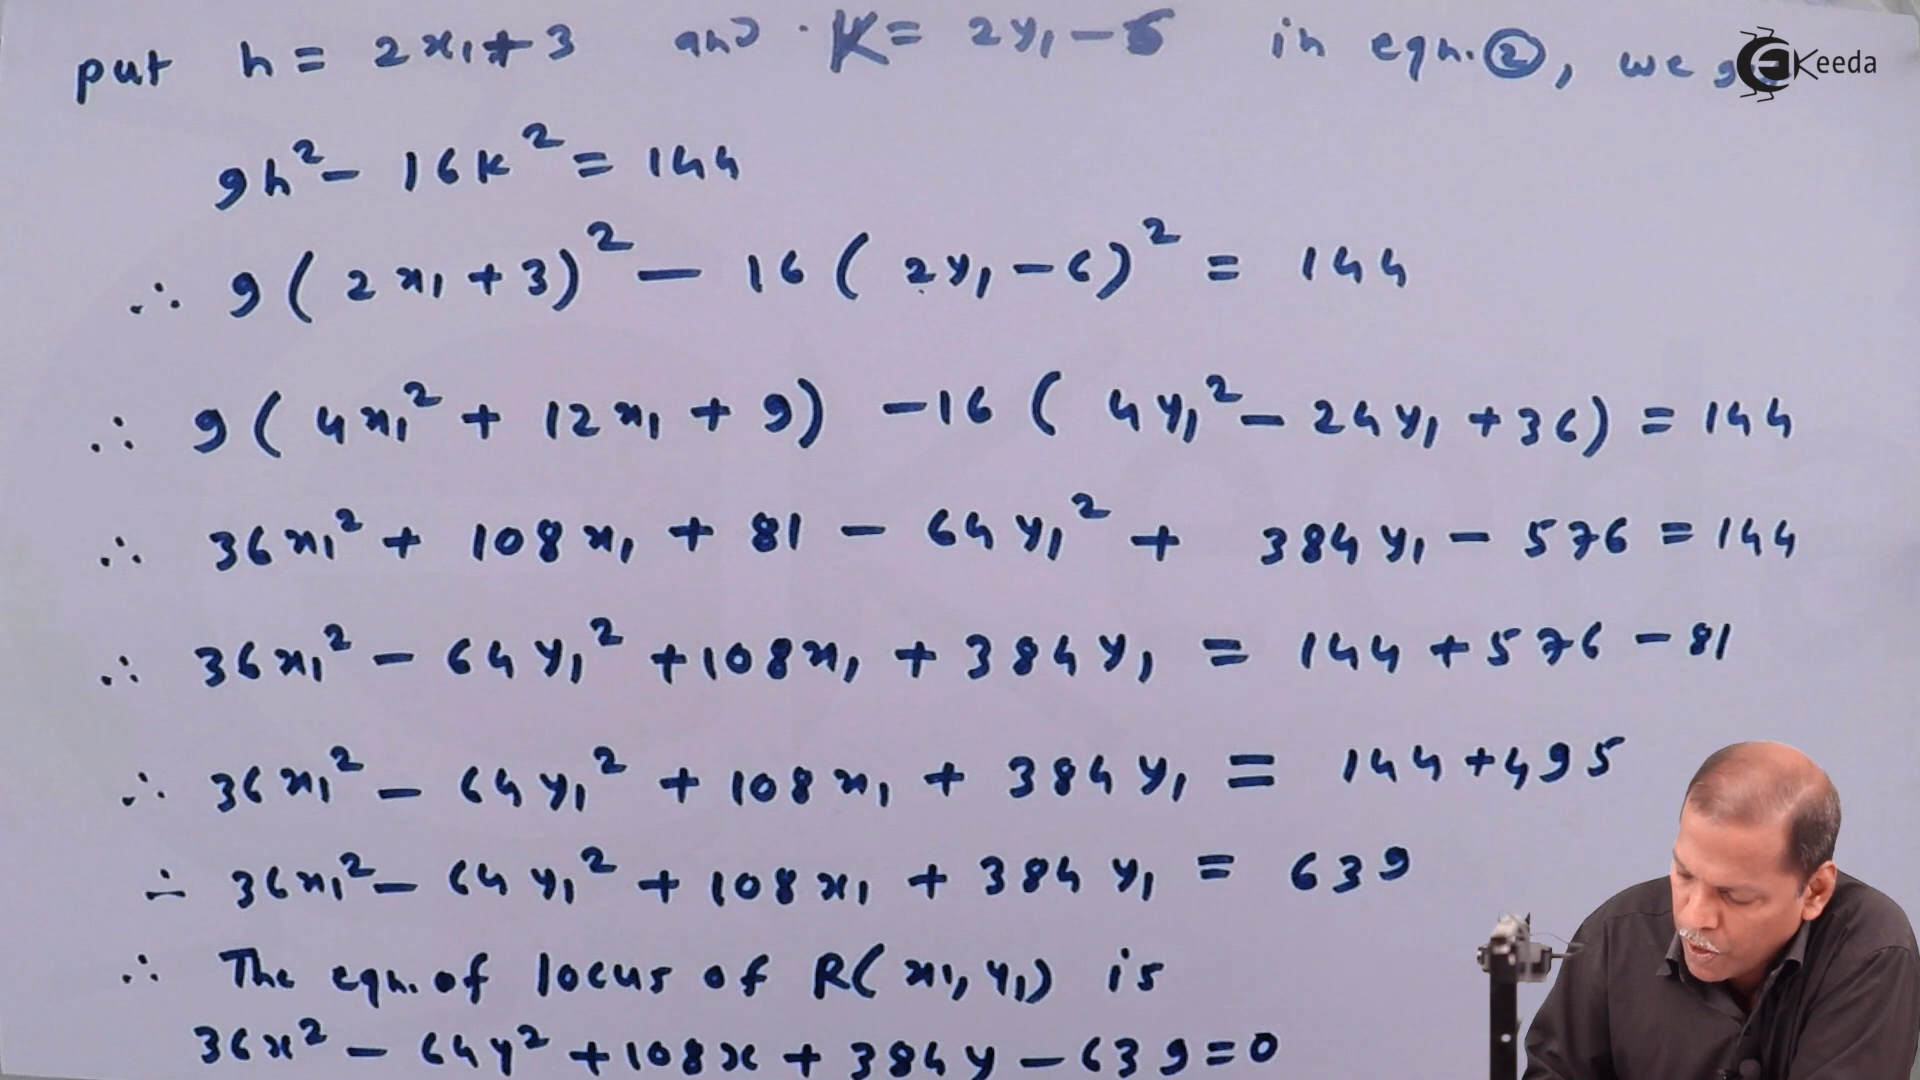 put h = 2x₁ + 3 and K = 2y₁ - 6 in eqn. ②, we
EKeeda
9h² - 16k² = 144
∴ 9(2x₁ + 3)² - 16(2y₁ - 6)² = 144
∴ 9(4x₁² + 12x₁ + 9) - 16(4y₁² - 24y₁ + 36) = 144
∴ 36x₁² + 108x₁ + 81 - 64y₁² + 384y₁ - 576 = 144
∴ 36x₁² - 64y₁² + 108x₁ + 384y₁ = 144 + 576 - 81
∴ 36x₁² - 64y₁² + 108x₁ + 384y₁ = 144 + 495
∴ 36x₁² - 64y₁² + 108x₁ + 384y₁ = 639
∴ The eqn. of locus of R(x₁, y₁) is
36x² - 64y² + 108x + 384y - 639 = 0